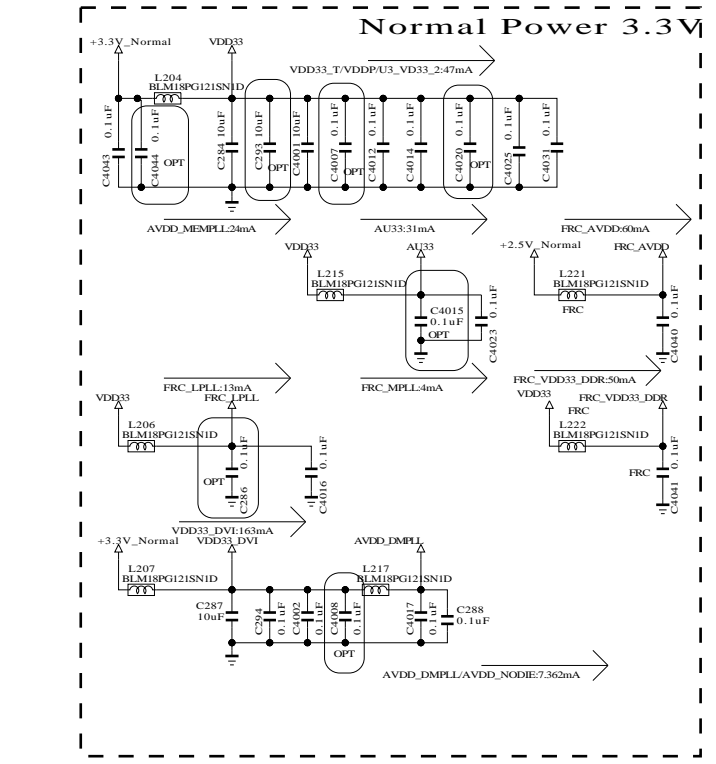 Normal Power 3.3V
+3.3V_Normal
VDD33
VDD33_T/VDDP/U3_VD33_2:47mA
L204
BLM18PG121SN1D
C4043 0.1uF
C4044 0.1uF
OPT
C284 10uF
C293 10uF
OPT
C4001 10uF
C4007 0.1uF
OPT
C4012 0.1uF
C4014 0.1uF
C4020 0.1uF
OPT
C4025 0.1uF
C4031 0.1uF
AVDD_MEMPLL:24mA
AU33:31mA
FRC_AVDD:60mA
VDD33
AU33
L215
BLM18PG121SN1D
C4015
0.1uF
OPT
C4023 0.1uF
+2.5V_Normal
FRC_AVDD
L221
BLM18PG121SN1D
FRC
C4040 0.1uF
FRC_LPLL:13mA
FRC_MPLL:4mA
FRC_VDD33_DDR:50mA
VDD33
FRC_LPLL
L206
BLM18PG121SN1D
OPT
C286 0.1uF
C4016 0.1uF
VDD33
FRC_VDD33_DDR
FRC
L222
BLM18PG121SN1D
FRC
C4041 0.1uF
VDD33_DVI:163mA
+3.3V_Normal
VDD33_DVI
AVDD_DMPLL
L207
BLM18PG121SN1D
C287
10uF
C294 0.1uF
C4002 0.1uF
C4008 0.1uF
OPT
L217
BLM18PG121SN1D
C4017 0.1uF
C288
0.1uF
AVDD_DMPLL/AVDD_NODIE:7.362mA